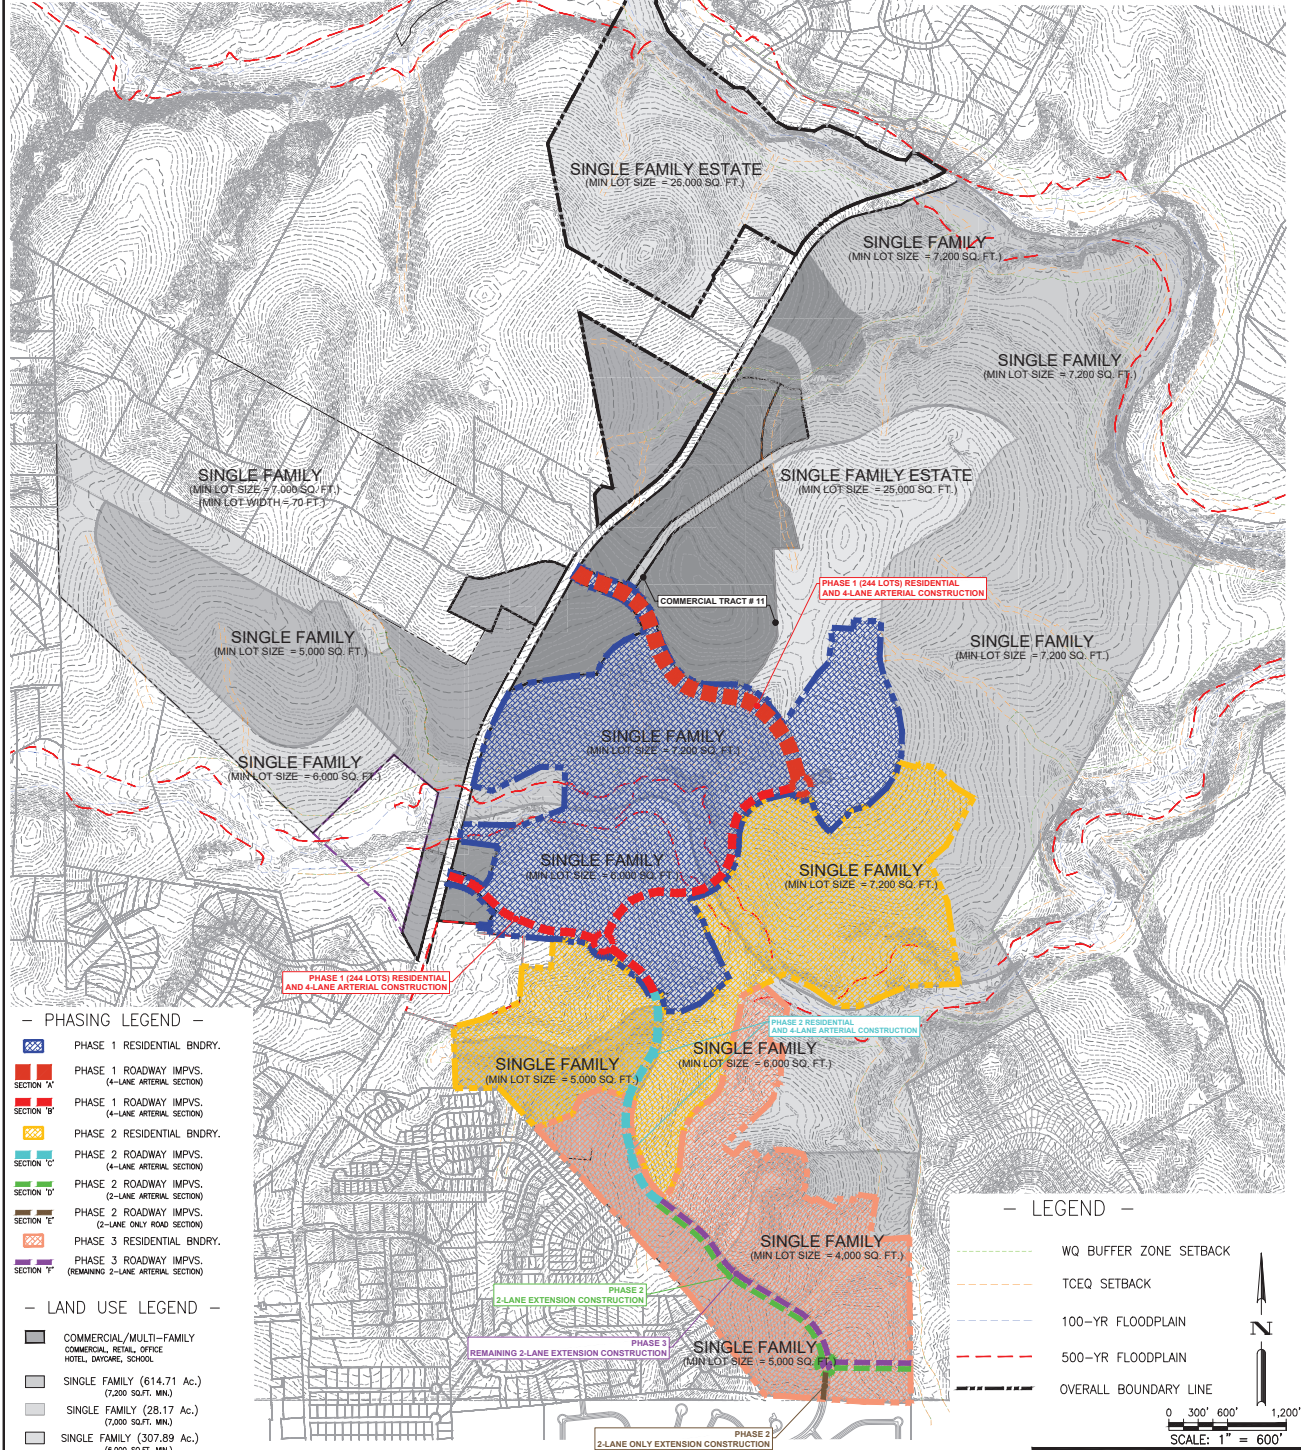 SINGLE FAMILY ESTATE
(MIN LOT SIZE = 25,000 SQ. FT.)
SINGLE FAMILY
(MIN LOT SIZE = 7,200 SQ. FT.)
SINGLE FAMILY
(MIN LOT SIZE = 7,200 SQ. FT.)
SINGLE FAMILY
(MIN LOT SIZE = 7,000 SQ. FT.)
(MIN LOT WIDTH = 70 FT.)
SINGLE FAMILY ESTATE
(MIN LOT SIZE = 25,000 SQ. FT.)
PHASE 1 (244 LOTS) RESIDENTIAL
AND 4-LANE ARTERIAL CONSTRUCTION
COMMERCIAL TRACT # 11
SINGLE FAMILY
(MIN LOT SIZE = 5,000 SQ. FT.)
SINGLE FAMILY
(MIN LOT SIZE = 7,200 SQ. FT.)
SINGLE FAMILY
(MIN LOT SIZE = 7,200 SQ. FT.)
SINGLE FAMILY
(MIN LOT SIZE = 6,000 SQ. FT.)
SINGLE FAMILY
(MIN LOT SIZE = 6,000 SQ. FT.)
SINGLE FAMILY
(MIN LOT SIZE = 7,200 SQ. FT.)
PHASE 1 (244 LOTS) RESIDENTIAL
AND 4-LANE ARTERIAL CONSTRUCTION
PHASE 2 RESIDENTIAL
AND 4-LANE ARTERIAL CONSTRUCTION
SINGLE FAMILY
(MIN LOT SIZE = 6,000 SQ. FT.)
SINGLE FAMILY
(MIN LOT SIZE = 5,000 SQ. FT.)
SINGLE FAMILY
(MIN LOT SIZE = 4,000 SQ. FT.)
PHASE 2
2-LANE EXTENSION CONSTRUCTION
PHASE 3
REMAINING 2-LANE EXTENSION CONSTRUCTION
SINGLE FAMILY
(MIN LOT SIZE = 5,000 SQ. FT.)
PHASE 2
2-LANE ONLY EXTENSION CONSTRUCTION
- PHASING LEGEND -
PHASE 1 RESIDENTIAL BNDRY.
SECTION "A" PHASE 1 ROADWAY IMPVS.
(4-LANE ARTERIAL SECTION)
SECTION "B" PHASE 1 ROADWAY IMPVS.
(4-LANE ARTERIAL SECTION)
PHASE 2 RESIDENTIAL BNDRY.
SECTION "C" PHASE 2 ROADWAY IMPVS.
(4-LANE ARTERIAL SECTION)
SECTION "D" PHASE 2 ROADWAY IMPVS.
(2-LANE ARTERIAL SECTION)
SECTION "E" PHASE 2 ROADWAY IMPVS.
(2-LANE ONLY ROAD SECTION)
PHASE 3 RESIDENTIAL BNDRY.
SECTION "F" PHASE 3 ROADWAY IMPVS.
(REMAINING 2-LANE ARTERIAL SECTION)
- LAND USE LEGEND -
COMMERCIAL/MULTI-FAMILY
COMMERCIAL, RETAIL, OFFICE
HOTEL, DAYCARE, SCHOOL
SINGLE FAMILY (614.71 Ac.)
(7,200 SQ.FT. MIN.)
SINGLE FAMILY (28.17 Ac.)
(7,000 SQ.FT. MIN.)
SINGLE FAMILY (307.89 Ac.)
(6,000 SQ.FT. MIN.)
- LEGEND -
WQ BUFFER ZONE SETBACK
TCEQ SETBACK
100-YR FLOODPLAIN
500-YR FLOODPLAIN
OVERALL BOUNDARY LINE
N
0 300' 600' 1,200'
SCALE: 1" = 600'